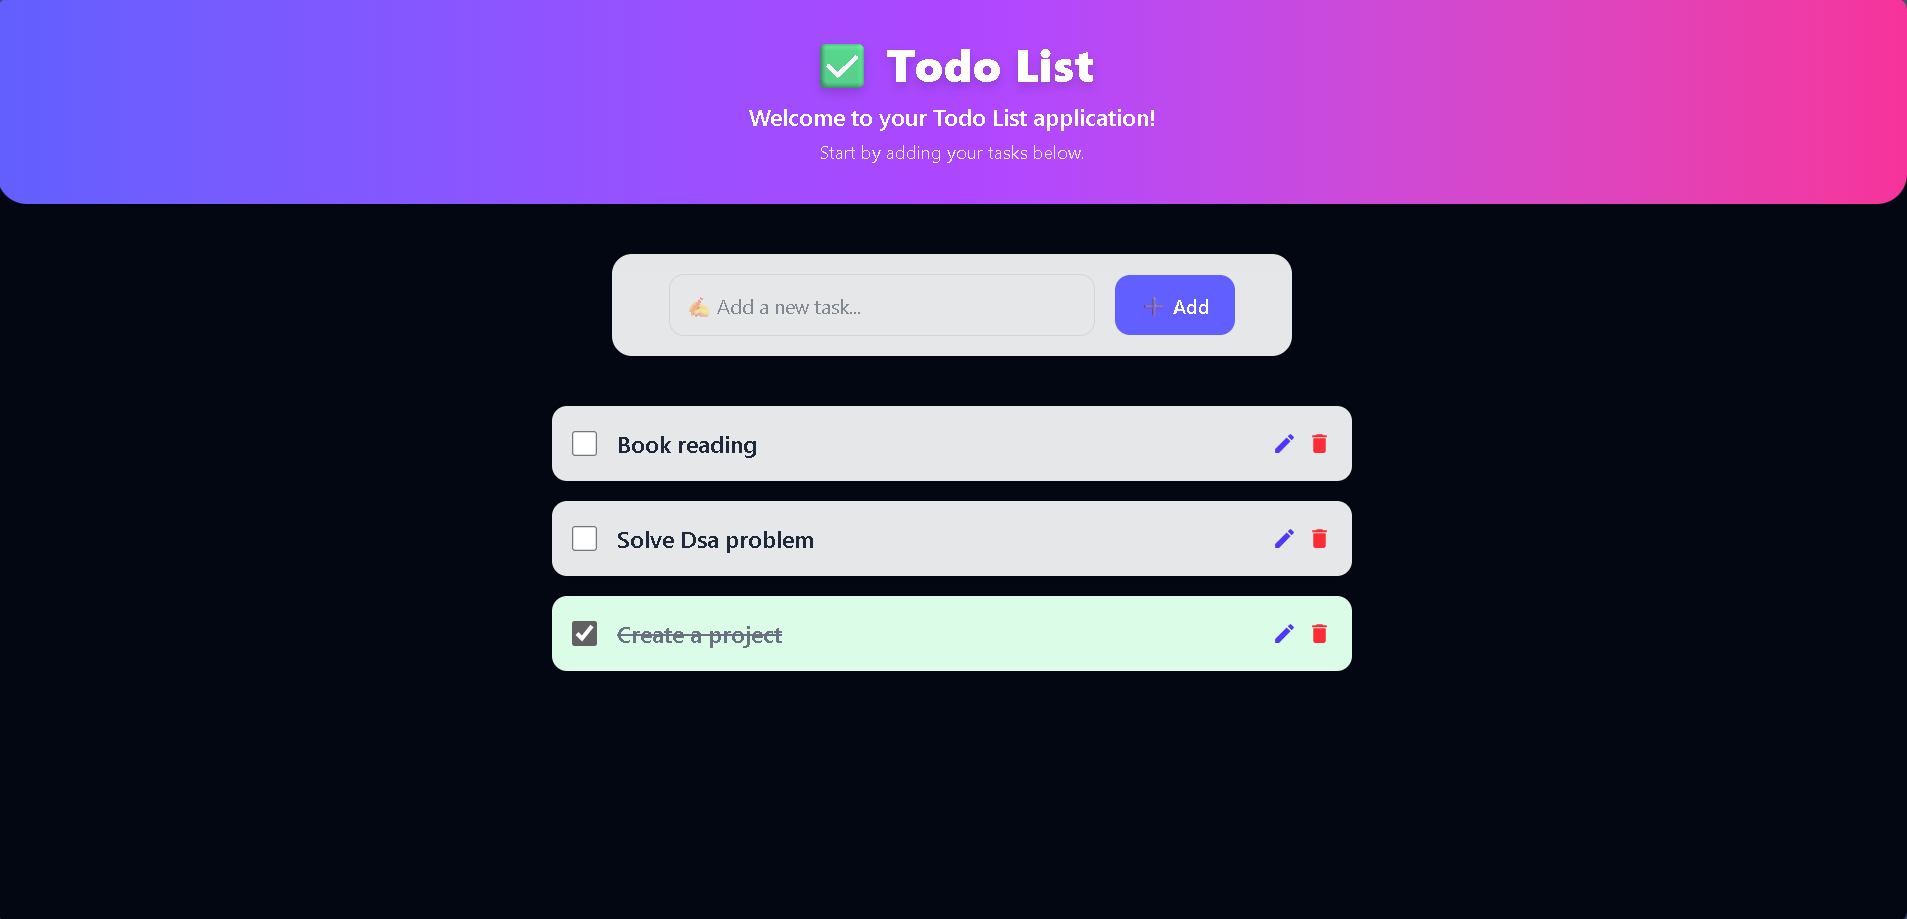 ✅ Todo List
Welcome to your Todo List application!
Start by adding your tasks below.
✍🏻 Add a new task...
➕ Add
Book reading
Solve Dsa problem
Create a project